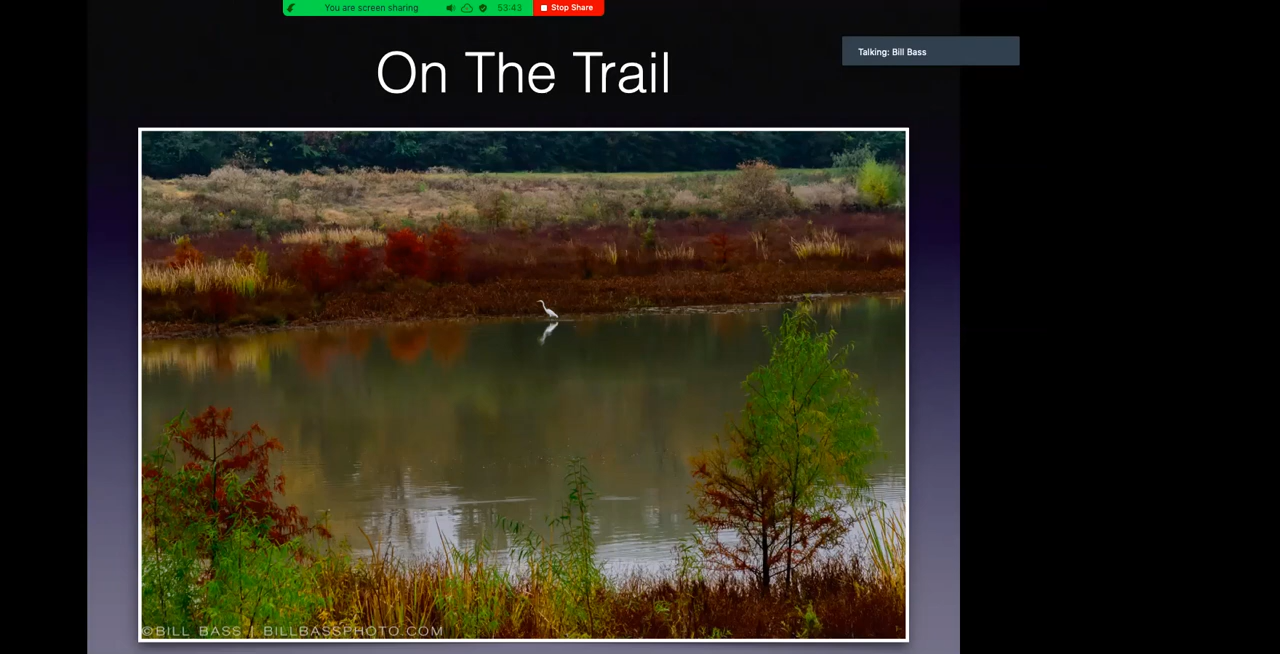 You are screen sharing 53:43 Stop Share
Talking: Bill Bass
On The Trail
©BILL BASS | BILLBASSPHOTO.COM